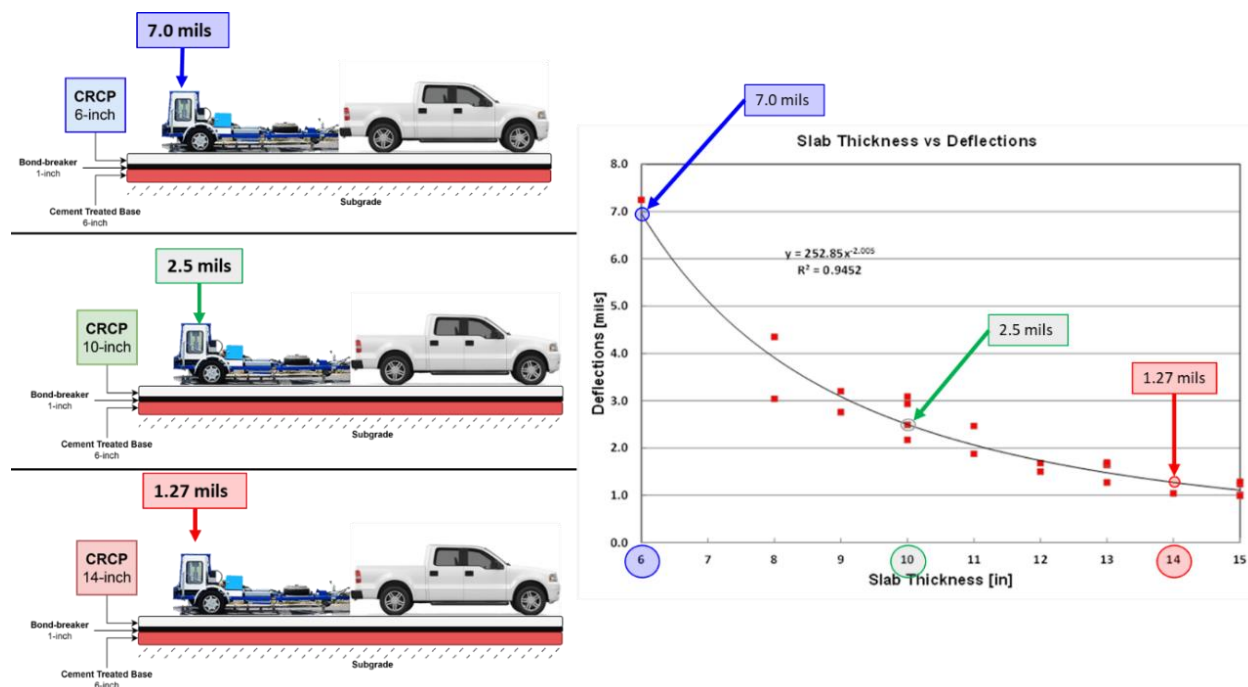 7.0 mils
CRCP
6-inch
Bond-breaker
1-inch
Cement Treated Base
6-inch
Subgrade
2.5 mils
CRCP
10-inch
Bond-breaker
1-inch
Cement Treated Base
6-inch
Subgrade
1.27 mils
CRCP
14-inch
Bond-breaker
1-inch
Cement Treated Base
6-inch
Subgrade
7.0 mils
Slab Thickness vs Deflections
8.0
7.0
6.0
5.0
4.0
3.0
2.0
1.0
0.0
Deflections [mils]
y = 252.85x^-2.005
R² = 0.9452
2.5 mils
1.27 mils
6 7 8 9 10 11 12 13 14 15
Slab Thickness [in]